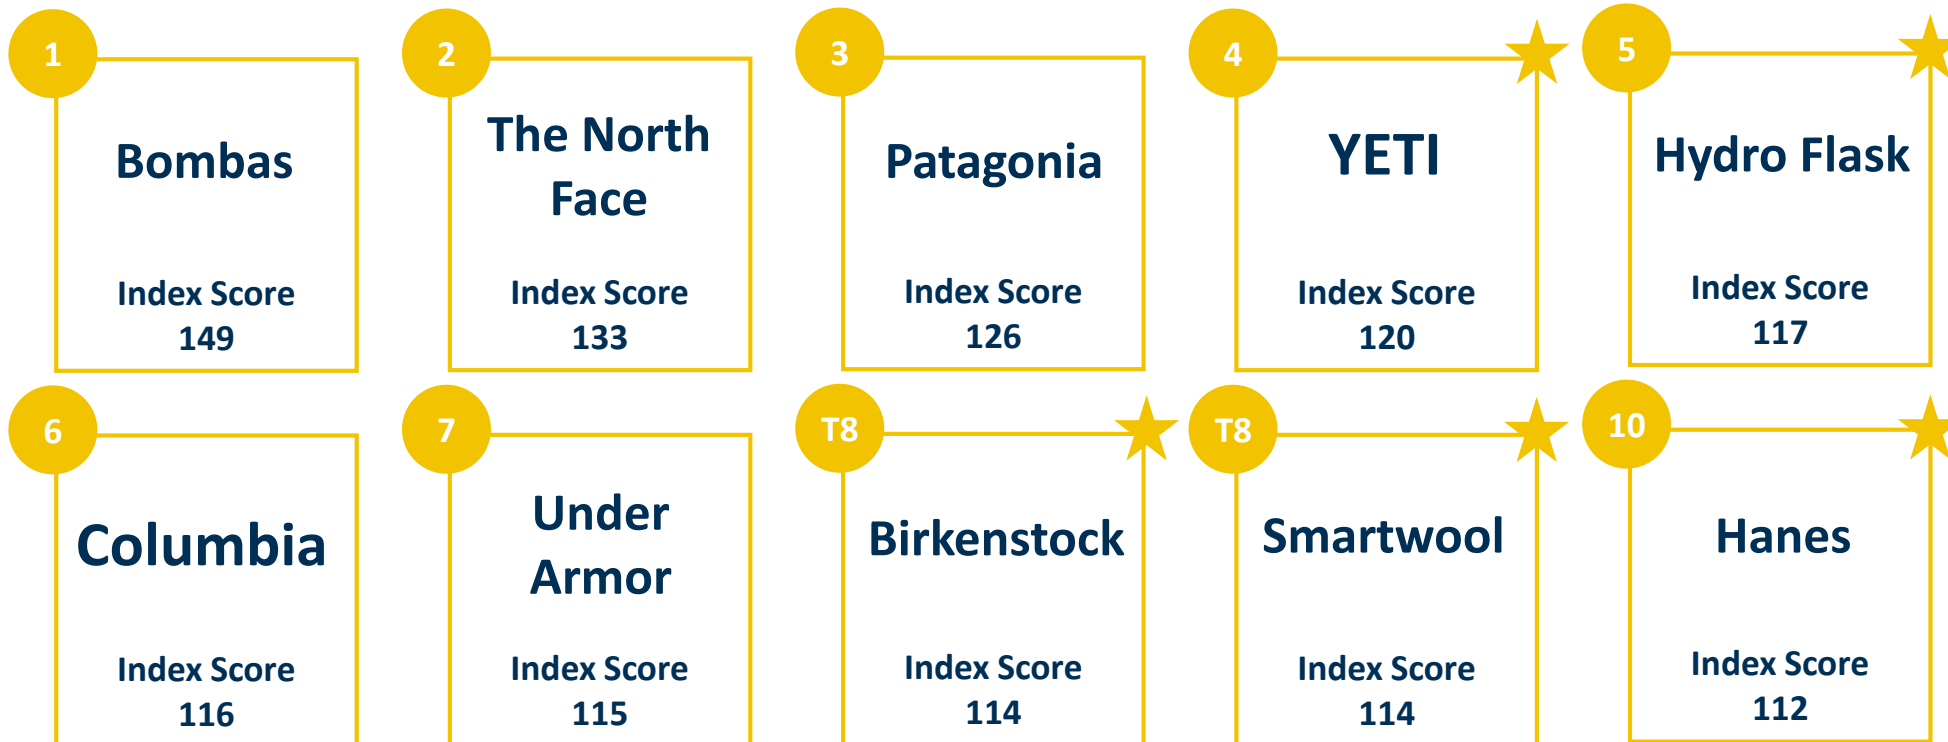 1
Bombas
Index Score
149
2
The North
Face
Index Score
133
3
Patagonia
Index Score
126
4
YETI
Index Score
120
5
Hydro Flask
Index Score
117
6
Columbia
Index Score
116
7
Under
Armor
Index Score
115
T8
Birkenstock
Index Score
114
T8
Smartwool
Index Score
114
10
Hanes
Index Score
112